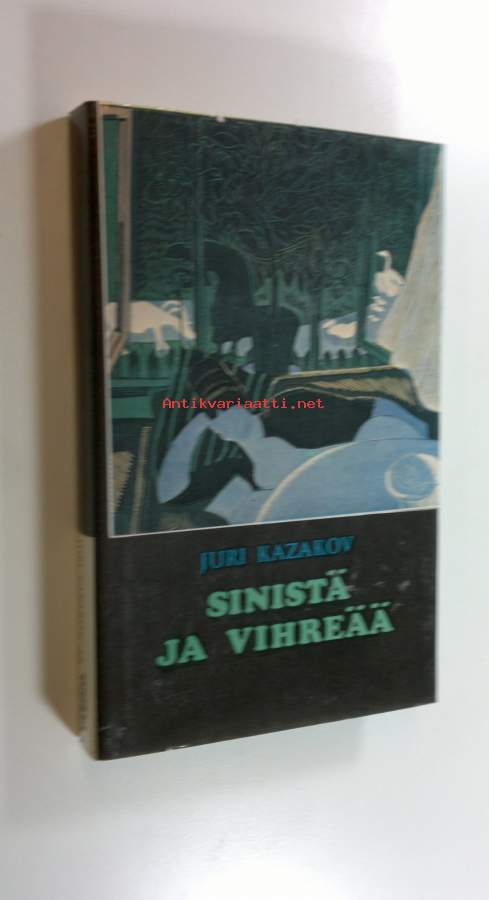 Antikvariaatti.net
JURI KAZAKOV
SINISTÄ
JA VIHREÄÄ